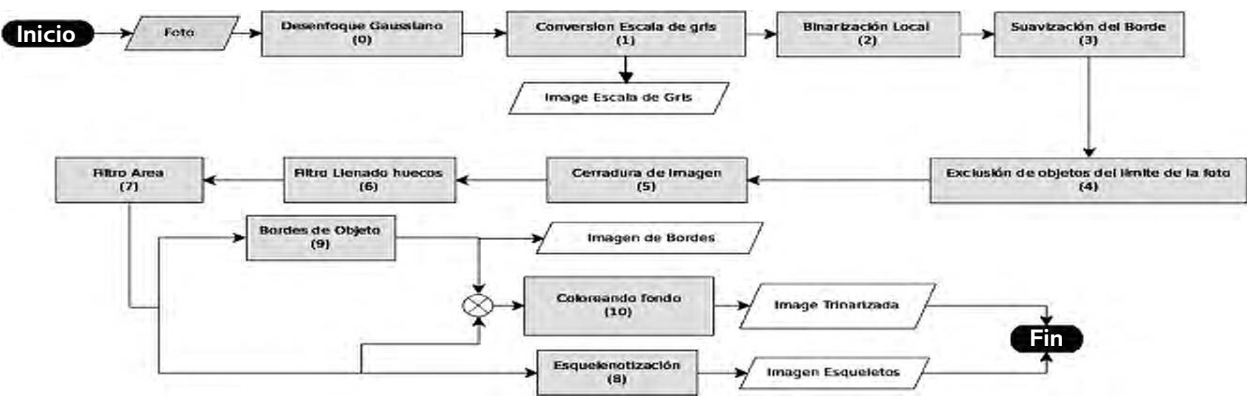 Inicio
Foto
Desenfoque Gaussiano
(0)
Conversion Escala de gris
(1)
Binarización Local
(2)
Suavización del Borde
(3)
Image Escala de Gris
Filtro Area
(7)
Filtro Llenado huecos
(6)
Cerradura de Imagen
(5)
Exclusión de objetos del límite de la foto
(4)
Bordes de Objeto
(9)
Imagen de Bordes
Coloreando fondo
(10)
Image Trinarizada
Fin
Esquelenotización
(8)
Imagen Esqueletos